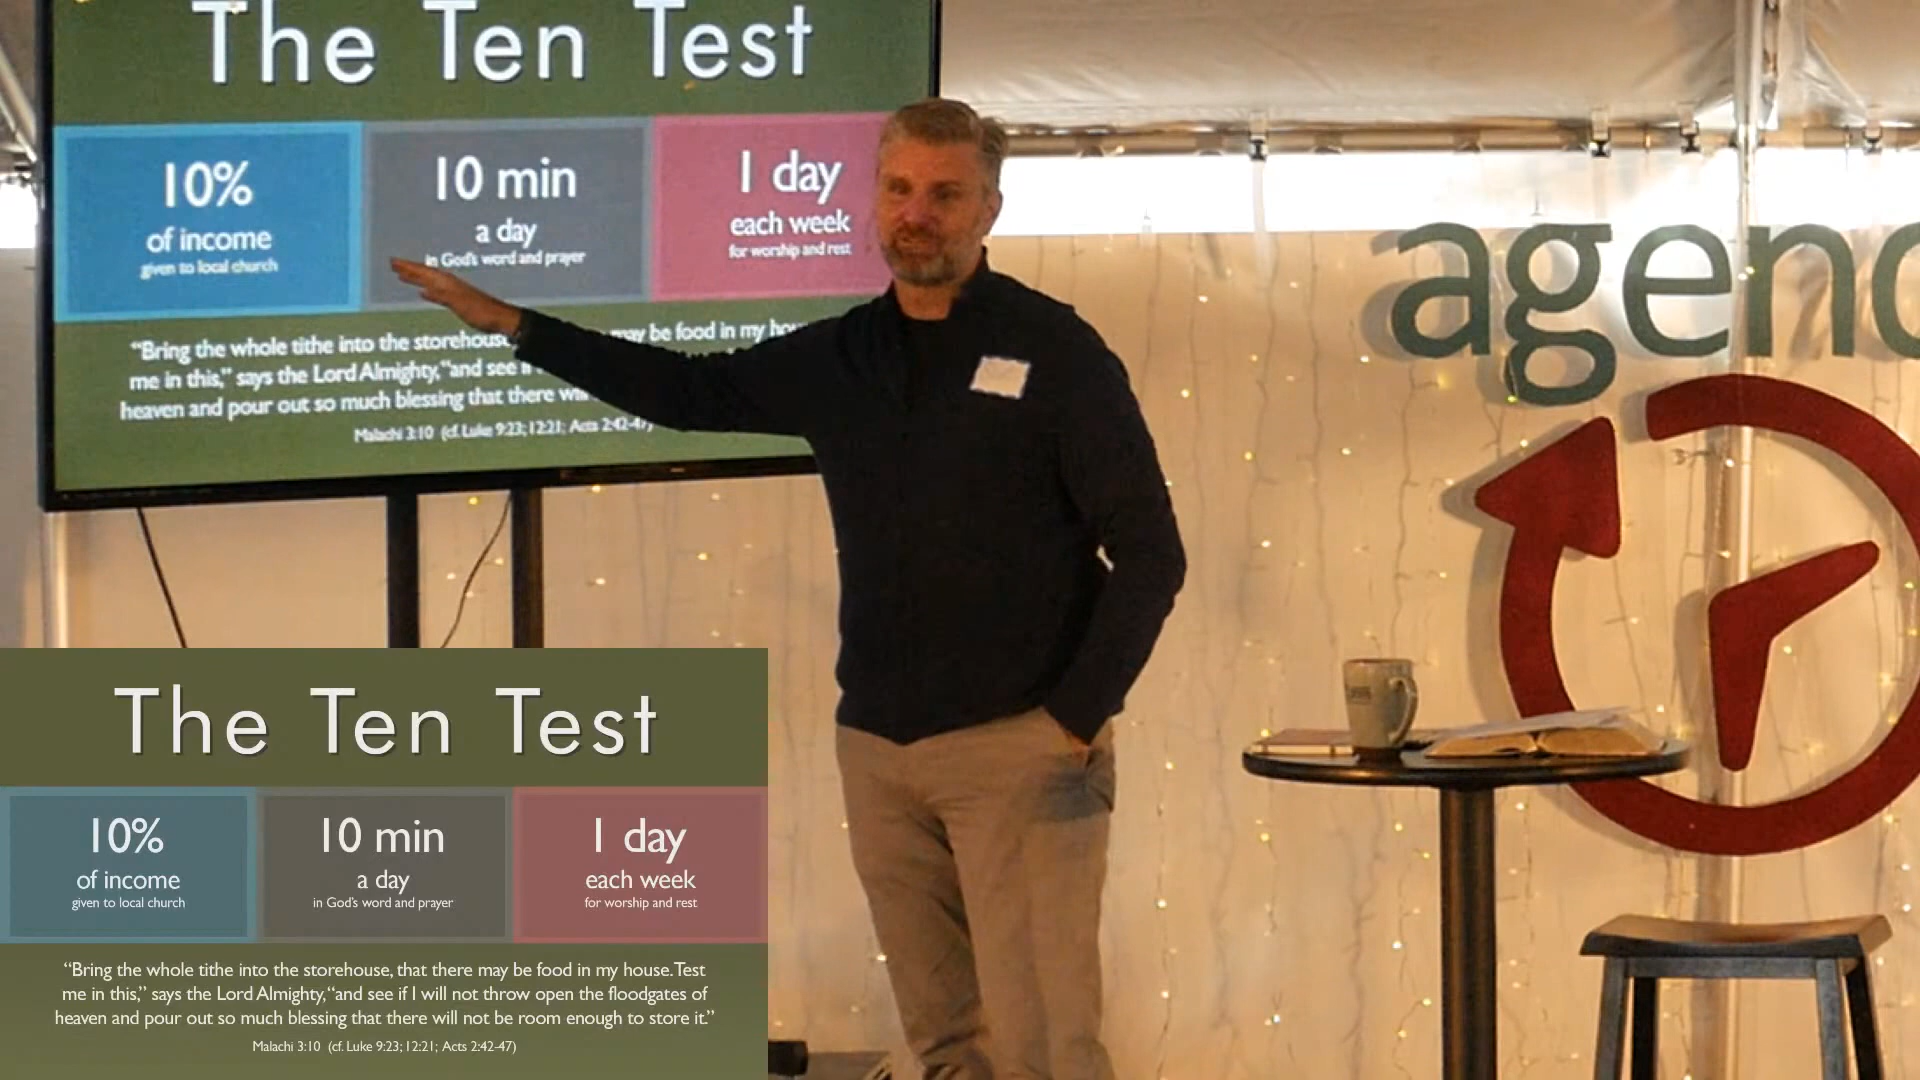 The Ten Test
10%
of income
given to local church
10 min
a day
in God's word and prayer
1 day
each week
for worship and rest
“Bring the whole tithe into the storehouse, may be food in my
me in this,” says the Lord Almighty, “and see
heaven and pour out so much blessing that there
Malachi 3:10 (cf. Luke 9:23; 12:21; Acts 2:42-47)
agen
The Ten Test
10%
of income
given to local church
10 min
a day
in God's word and prayer
1 day
each week
for worship and rest
“Bring the whole tithe into the storehouse, that there may be food in my house. Test
me in this,” says the Lord Almighty, “and see if I will not throw open the floodgates of
heaven and pour out so much blessing that there will not be room enough to store it.”
Malachi 3:10 (cf. Luke 9:23; 12:21; Acts 2:42-47)